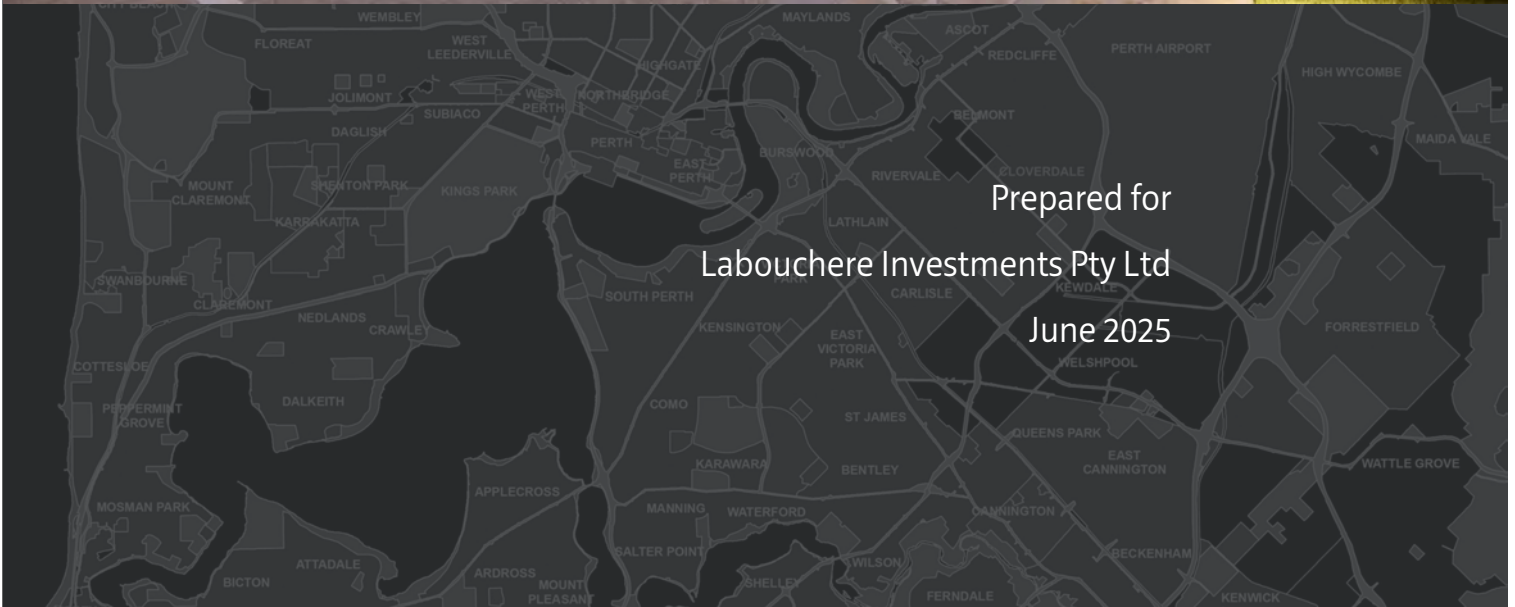 CITY BEACH
WEMBLEY
MAYLANDS
ASCOT
FLOREAT
WEST
LEEDERVILLE
REDCLIFFE
PERTH AIRPORT
HIGHGATE
HIGH WYCOMBE
JOLIMONT
WEST
PERTH
NORTHBRIDGE
SUBIACO
BELMONT
DAGLISH
PERTH
MAIDA VALE
EAST
PERTH
BURSWOOD
RIVERVALE
CLOVERDALE
MOUNT
CLAREMONT
SHENTON PARK
KINGS PARK
Prepared for
KARRAKATTA
LATHLAIN
Labouchere Investments Pty Ltd
SWANBOURNE
PARK
KEWDALE
CLAREMONT
SOUTH PERTH
CARLISLE
NEDLANDS
CRAWLEY
KENSINGTON
EAST
VICTORIA
PARK
June 2025
FORRESTFIELD
COTTESLOE
WELSHPOOL
DALKEITH
PEPPERMINT
GROVE
COMO
ST JAMES
QUEENS PARK
KARAWARA
BENTLEY
EAST
CANNINGTON
WATTLE GROVE
APPLECROSS
MOSMAN PARK
MANNING
WATERFORD
CANNINGTON
SALTER POINT
WILSON
BECKENHAM
ATTADALE
ARDROSS
BICTON
MOUNT
PLEASANT
SHELLEY
FERNDALE
KENWICK